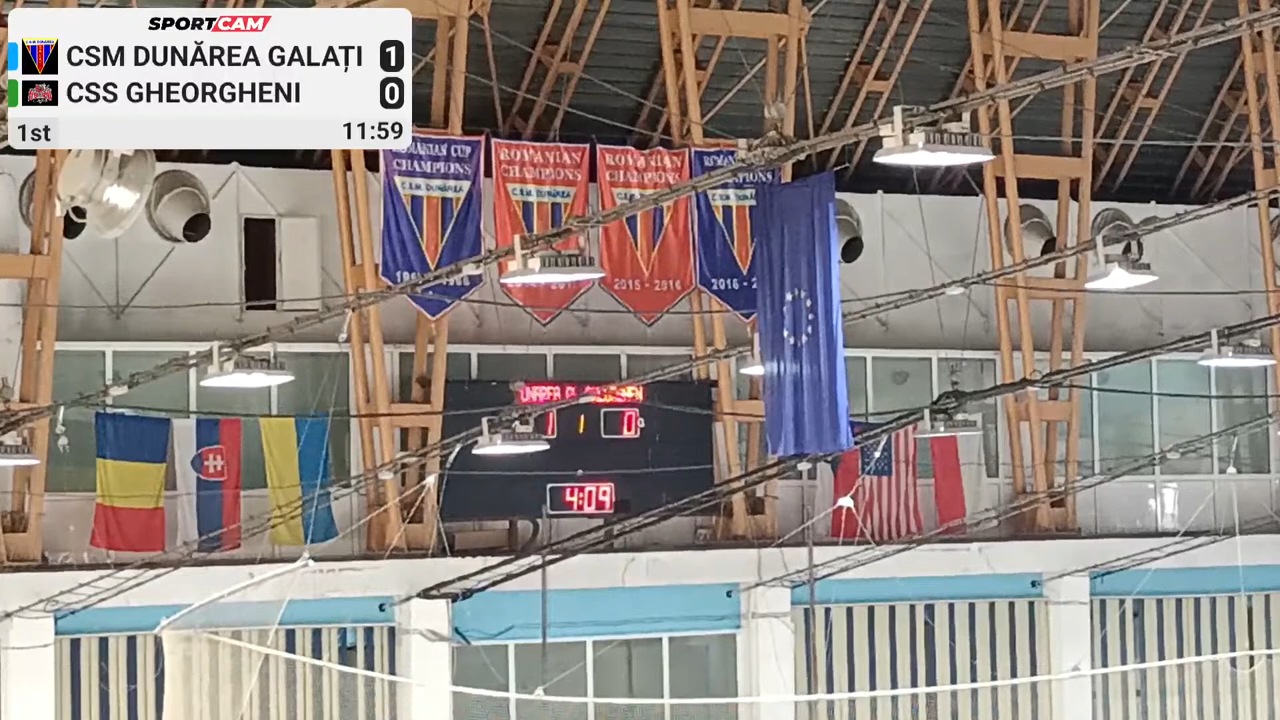 SPORTCAM
CSM DUNĂREA GALAȚI 1
CSS GHEORGHENI 0
1st 11:59
ROMANIAN CUP
CHAMPIONS
C.S.M. DUNĂREA
ROMANIAN
CHAMPIONS
C.S.M. DUNĂREA
ROMANIAN
CHAMPIONS
C.S.M. DUNĂREA
2015 - 2016
1 1 0
4:09